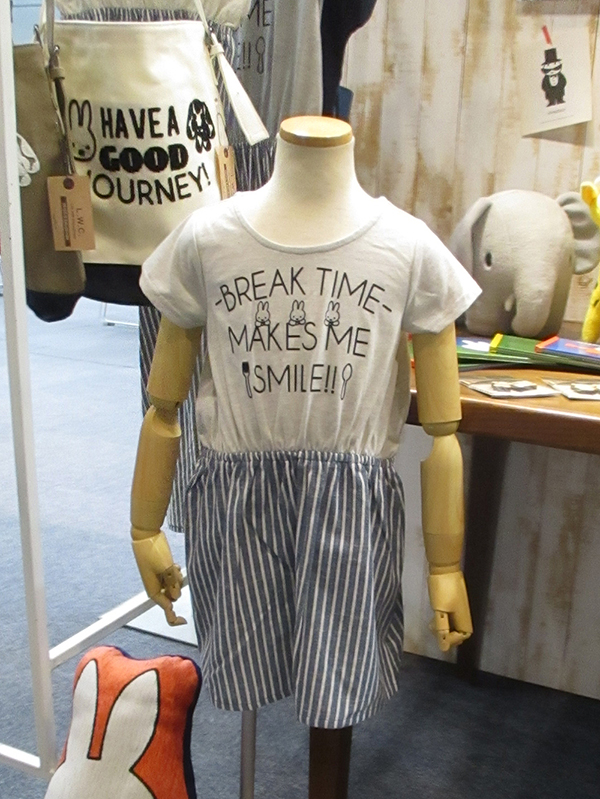 HAVE A
GOOD
JOURNEY!
L.W.C.
-BREAK TIME-
MAKES ME
SMILE!!